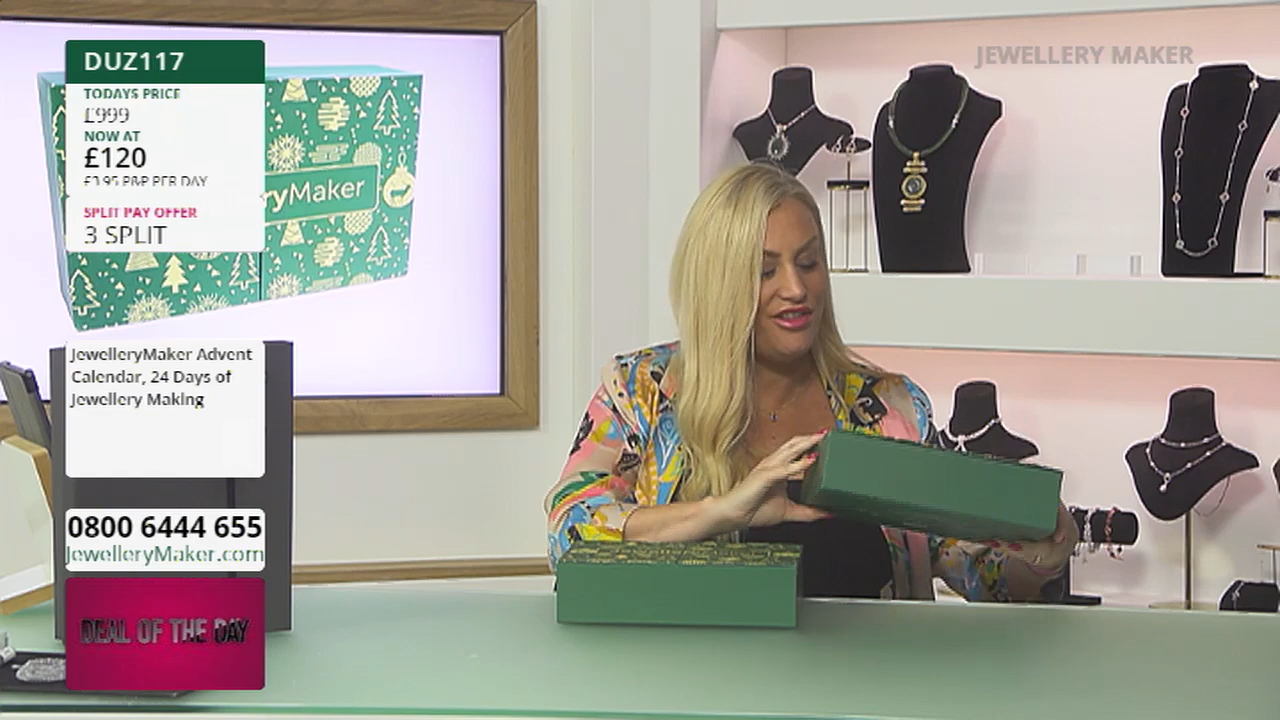 JEWELLERY MAKER
DUZ117
TODAYS PRICE
£999
NOW AT
£120
£3.95 P&P PER DAY
SPLIT PAY OFFER
3 SPLIT
ryMaker
JewelleryMaker Advent
Calendar, 24 Days of
Jewellery Making
0800 6444 655
JewelleryMaker.com
DEAL OF THE DAY